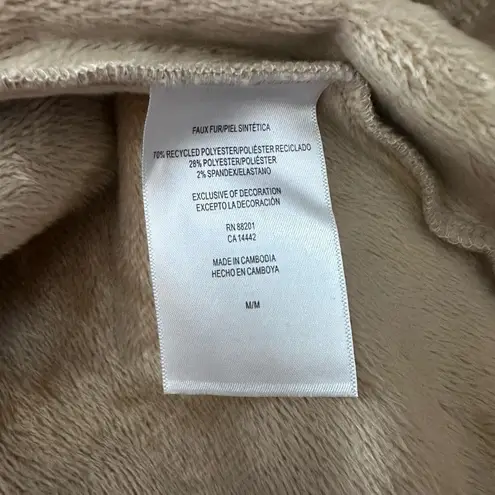 FAUX FUR/PIEL SINTÉTICA
70% RECYCLED POLYESTER/POLIÉSTER RECICLADO
28% POLYESTER/POLIÉSTER
2% SPANDEX/ELASTANO
EXCLUSIVE OF DECORATION
EXCEPTO LA DECORACIÓN
RN 88201
CA 14442
MADE IN CAMBODIA
HECHO EN CAMBOYA
M/M